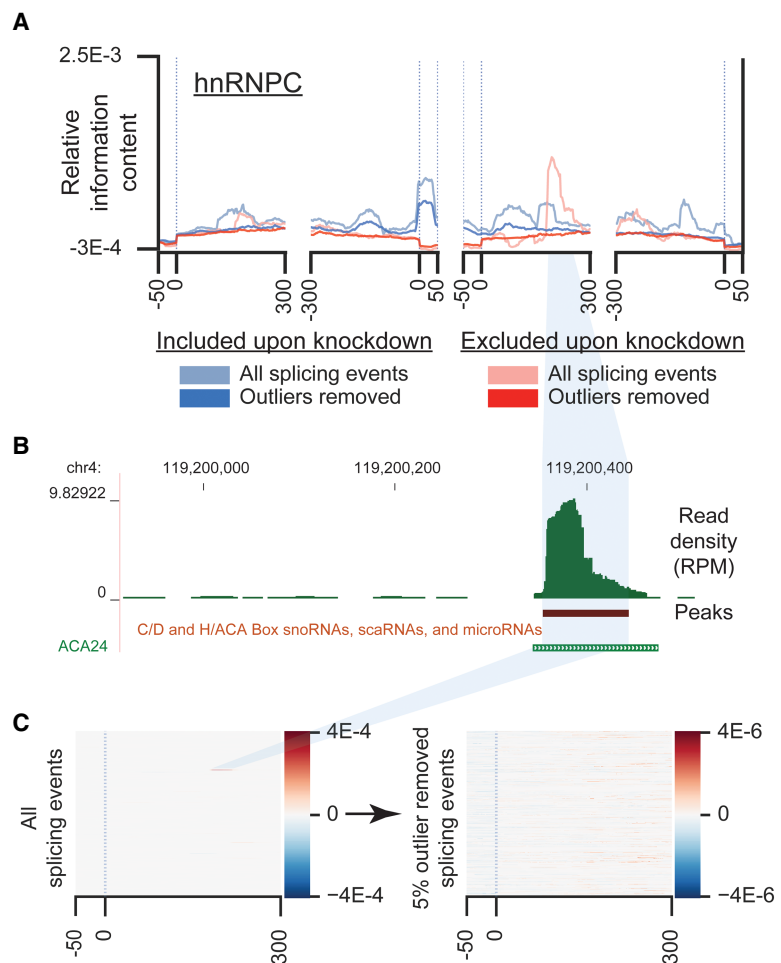 A
2.5E-3
hnRNPC
Relative
information
content
-3E-4
-50
0
300
-300
0
50
-50
0
300
-300
0
50
Included upon knockdown
All splicing events
Outliers removed
Excluded upon knockdown
All splicing events
Outliers removed
B
chr4:
119,200,000
119,200,200
119,200,400
9.82922
0
Read
density
(RPM)
Peaks
C/D and H/ACA Box snoRNAs, scaRNAs, and microRNAs
ACA24
C
All
splicing events
4E-4
0
−4E-4
-50
0
300
5% outlier removed
splicing events
4E-6
0
−4E-6
-50
0
300